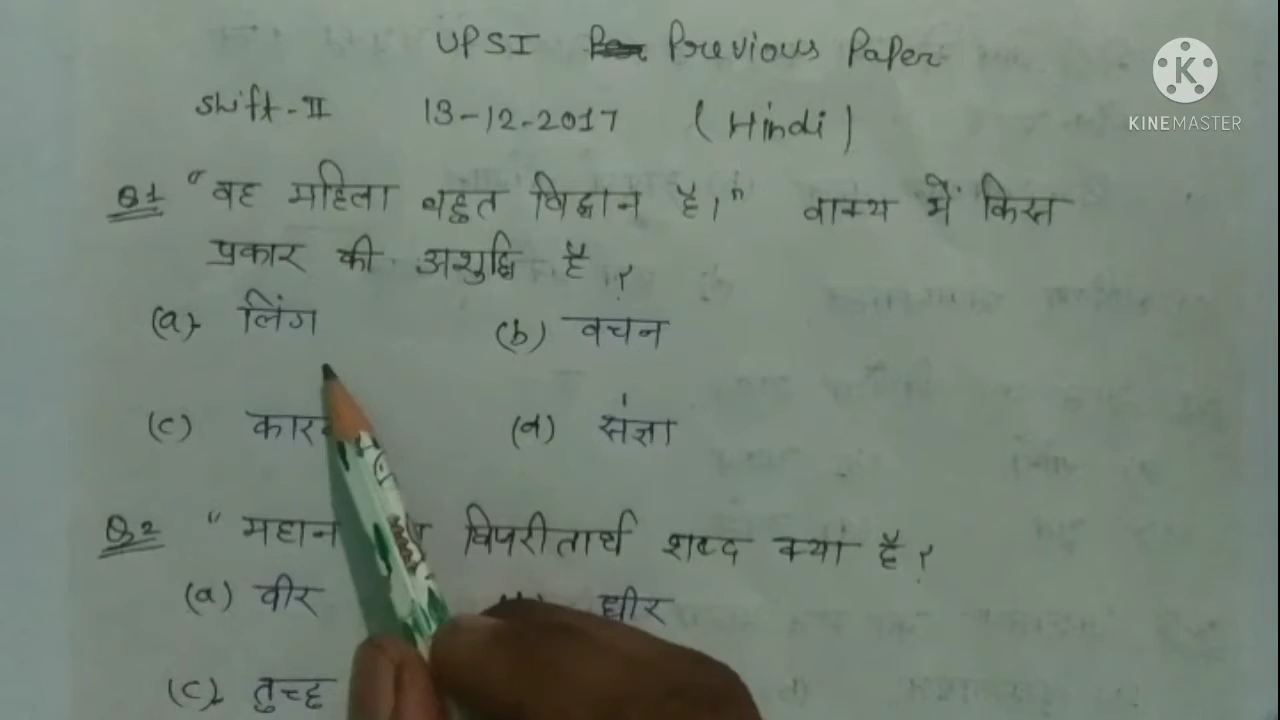 UPSI Previous Paper
KINEMASTER
Shift-II 13-12-2017 (Hindi)
Q1 "वह महिला बहुत विद्वान है।" वाक्य में किस
प्रकार की अशुद्धि है?
(a) लिंग (b) वचन
(c) (d) संज्ञा
Q2 "महान विपरीतार्थ शब्द क्यां है?
(a) वीर धीर
(c) तुच्छ